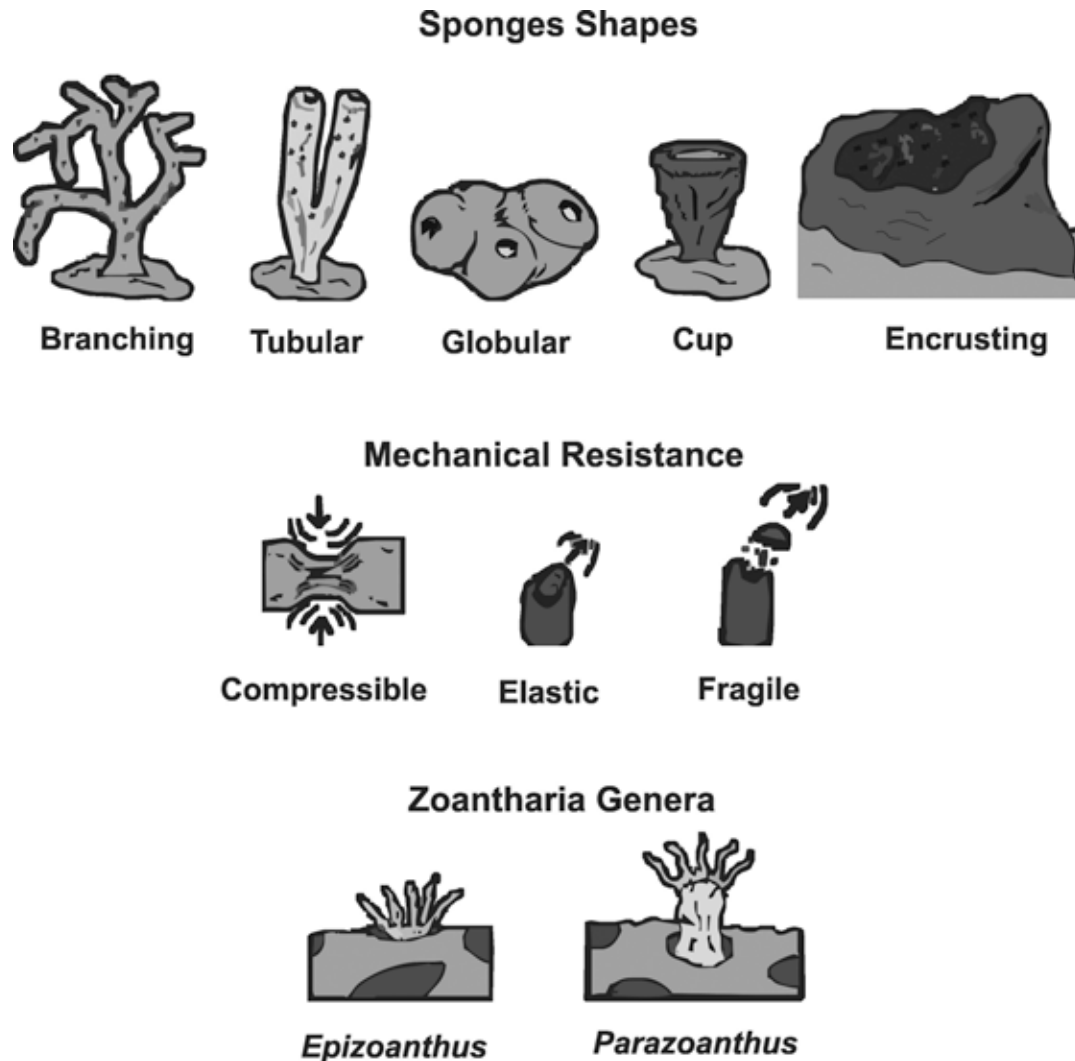 Sponges Shapes
Branching Tubular Globular Cup Encrusting
Mechanical Resistance
Compressible Elastic Fragile
Zoantharia Genera
Epizoanthus Parazoanthus